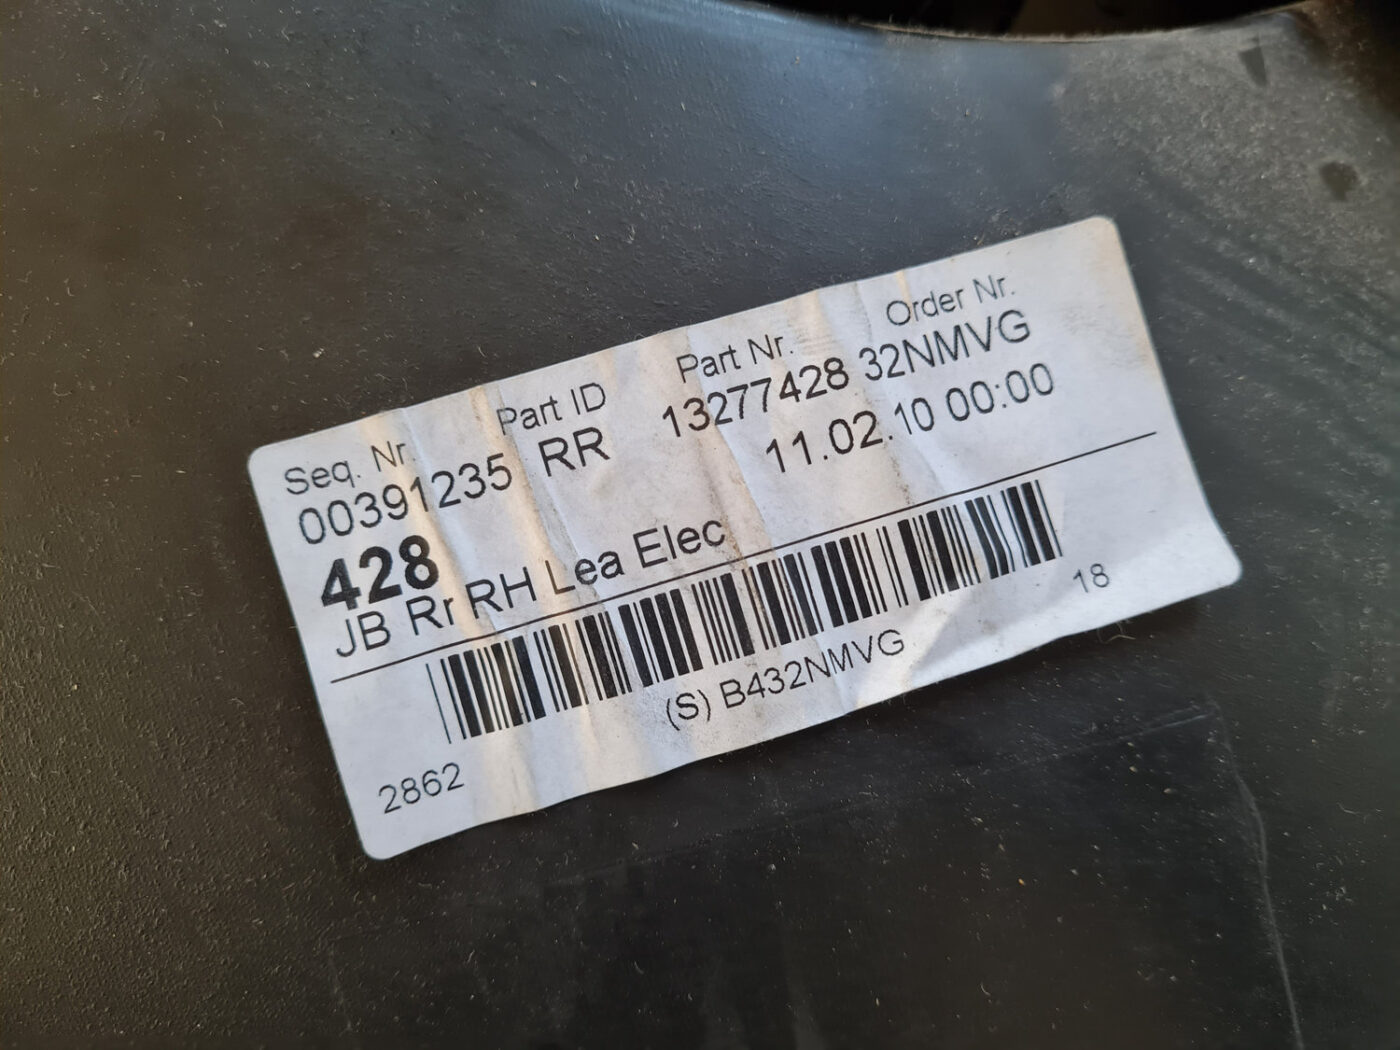 Seq. Nr. Part ID Part Nr. Order Nr.
00391235 RR 13277428 32NMVG
428 11.02.10 00:00
JB Rr RH Lea Elec
(S) B432NMVG 18
2862